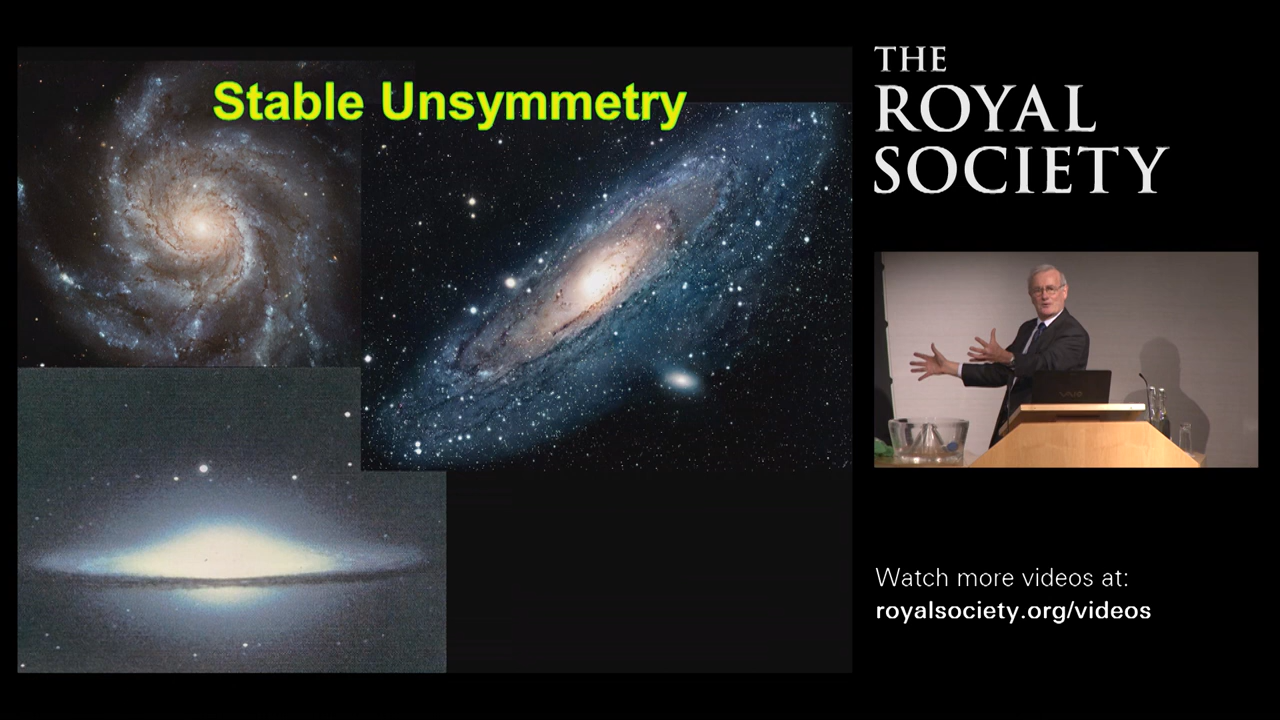 Stable Unsymmetry
THE
ROYAL
SOCIETY
Watch more videos at:
royalsociety.org/videos